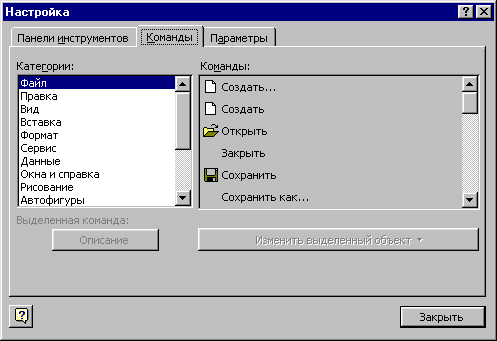 Настройка
Панели инструментов
Команды
Параметры
Категории:
Команды:
Файл
Правка
Вид
Вставка
Формат
Сервис
Данные
Окна и справка
Рисование
Автофигуры
Создать...
Создать
Открыть
Закрыть
Сохранить
Сохранить как...
Выделенная команда:
Описание
Изменить выделенный объект
Закрыть